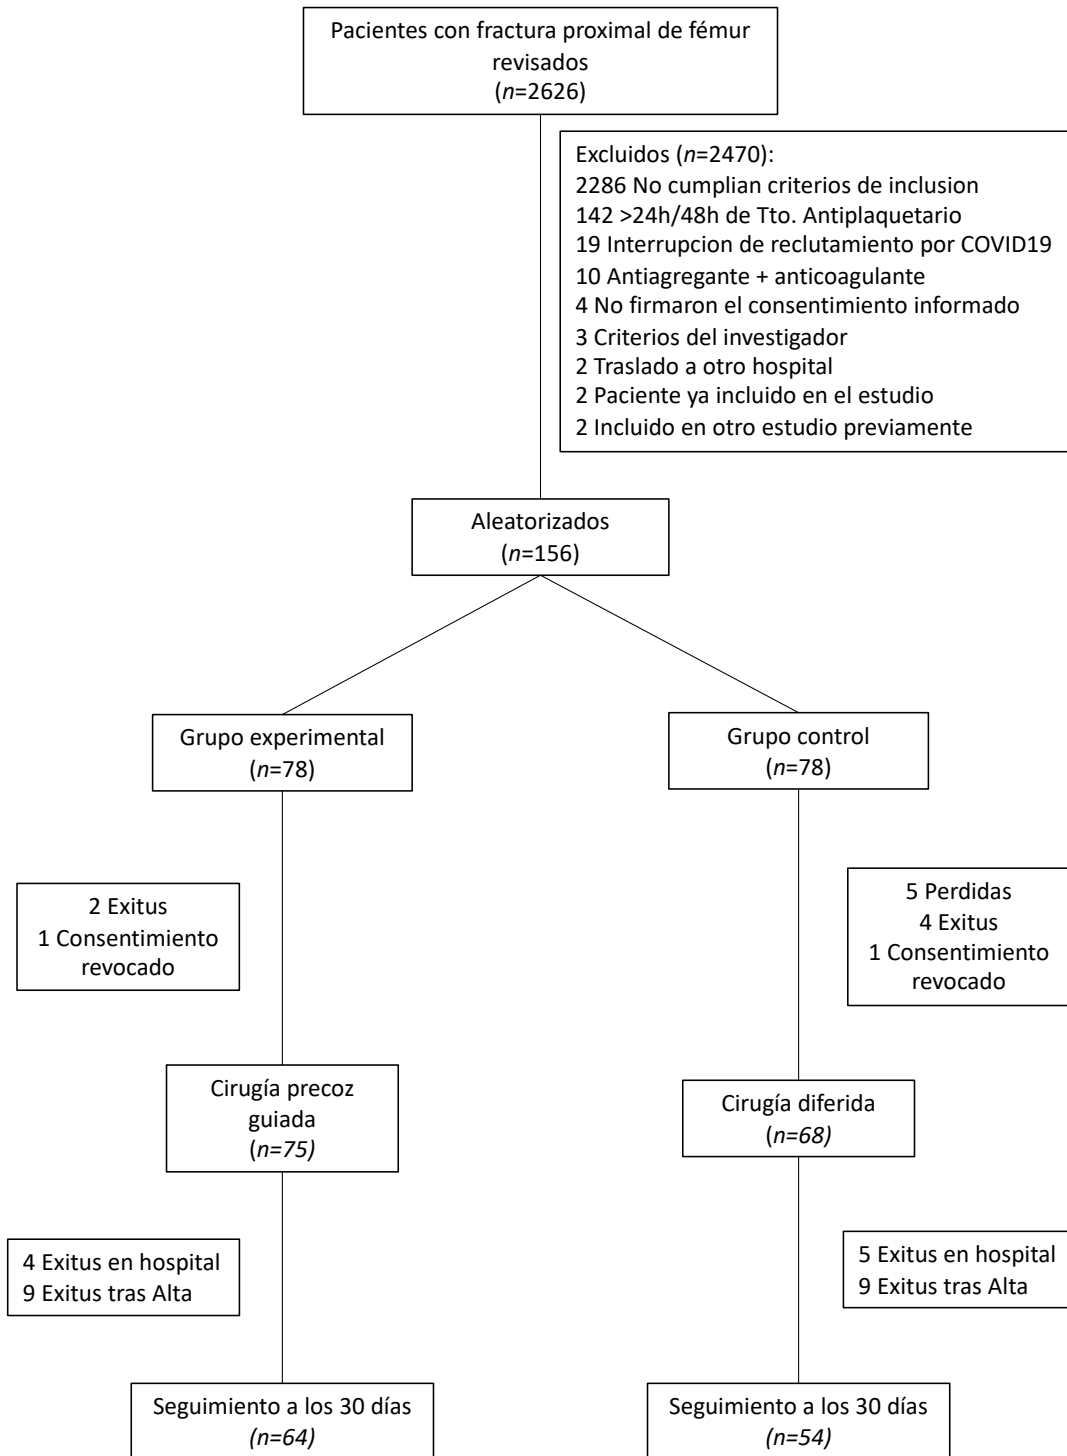 Pacientes con fractura proximal de fémur
revisados
(n=2626)
Excluidos (n=2470):
2286 No cumplian criterios de inclusion
142 >24h/48h de Tto. Antiplaquetario
19 Interrupcion de reclutamiento por COVID19
10 Antiagregante + anticoagulante
4 No firmaron el consentimiento informado
3 Criterios del investigador
2 Traslado a otro hospital
2 Paciente ya incluido en el estudio
2 Incluido en otro estudio previamente
Aleatorizados
(n=156)
Grupo experimental
(n=78)
Grupo control
(n=78)
2 Exitus
1 Consentimiento
revocado
5 Perdidas
4 Exitus
1 Consentimiento
revocado
Cirugía precoz
guiada
(n=75)
Cirugía diferida
(n=68)
4 Exitus en hospital
9 Exitus tras Alta
5 Exitus en hospital
9 Exitus tras Alta
Seguimiento a los 30 días
(n=64)
Seguimiento a los 30 días
(n=54)